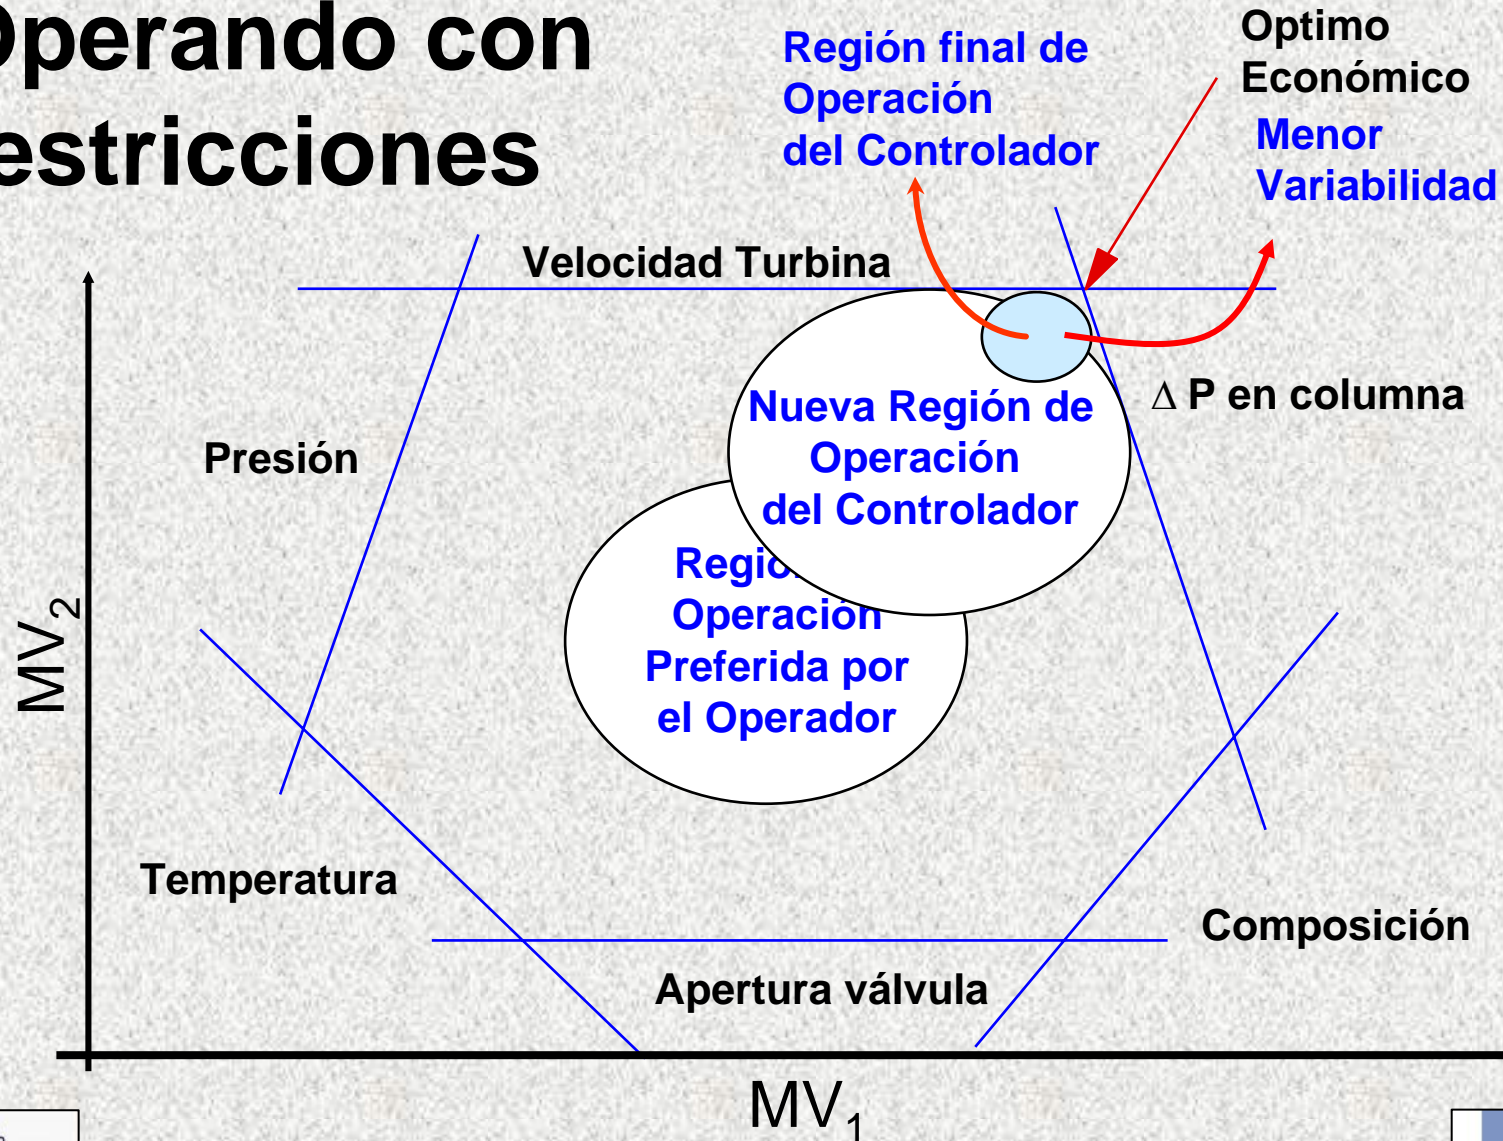 Operando con
estricciones
Región final de
Operación
del Controlador
Optimo
Económico
Menor
Variabilidad
Velocidad Turbina
Δ P en columna
Nueva Región de
Operación
del Controlador
Presión
Operación
Preferida por
el Operador
MV2
Temperatura
Composición
Apertura válvula
MV1